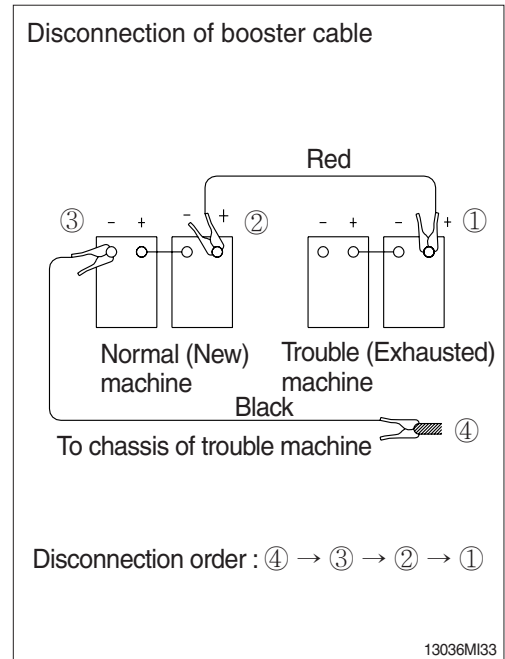 Disconnection of booster cable
Red
③ - + - + ② - + - + ①
Normal (New)
machine
Trouble (Exhausted)
machine
Black
To chassis of trouble machine ④
Disconnection order : ④ → ③ → ② → ①
13036MI33